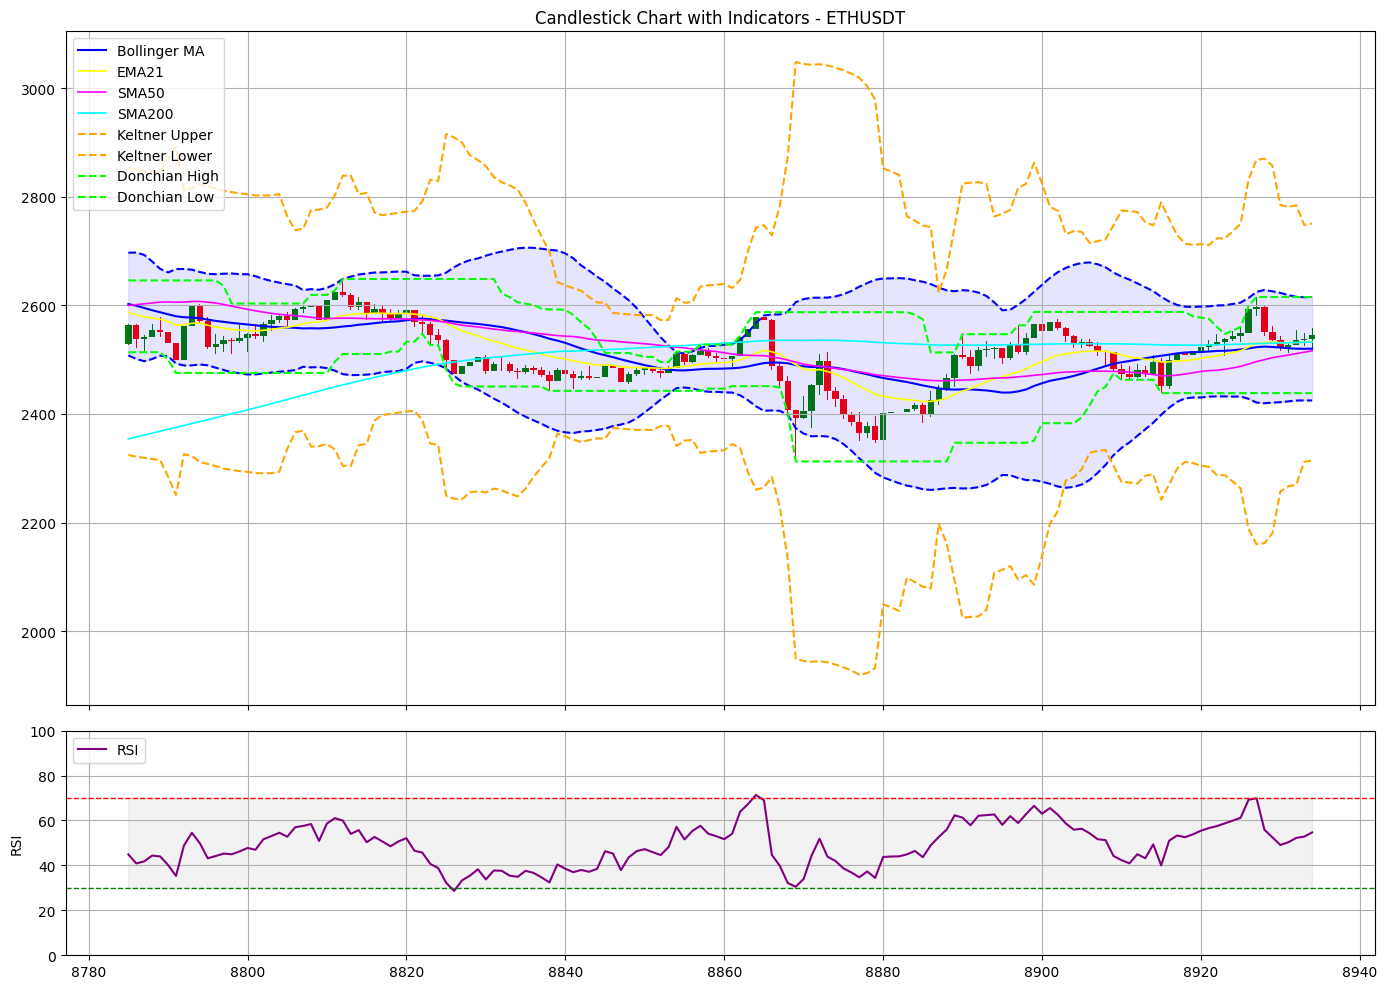 Candlestick Chart with Indicators - ETHUSDT
Bollinger MA
EMA21
SMA50
SMA200
Keltner Upper
Keltner Lower
Donchian High
Donchian Low
3000
2800
2600
2400
2200
2000
RSI
100
80
60
40
20
0
RSI
8780
8800
8820
8840
8860
8880
8900
8920
8940